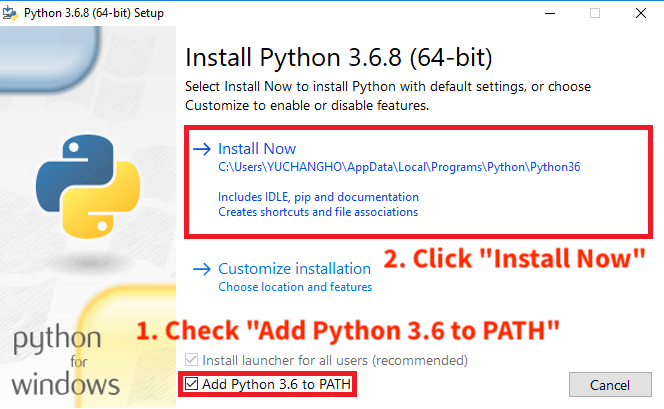 Python 3.6.8 (64-bit) Setup
Install Python 3.6.8 (64-bit)
Select Install Now to install Python with default settings, or choose
Customize to enable or disable features.
Install Now
C:\Users\YUCHANGHO\AppData\Local\Programs\Python\Python36
Includes IDLE, pip and documentation
Creates shortcuts and file associations
2. Click "Install Now"
Customize installation
Choose location and features
1. Check "Add Python 3.6 to PATH"
python
for
windows
Install launcher for all users (recommended)
Add Python 3.6 to PATH
Cancel